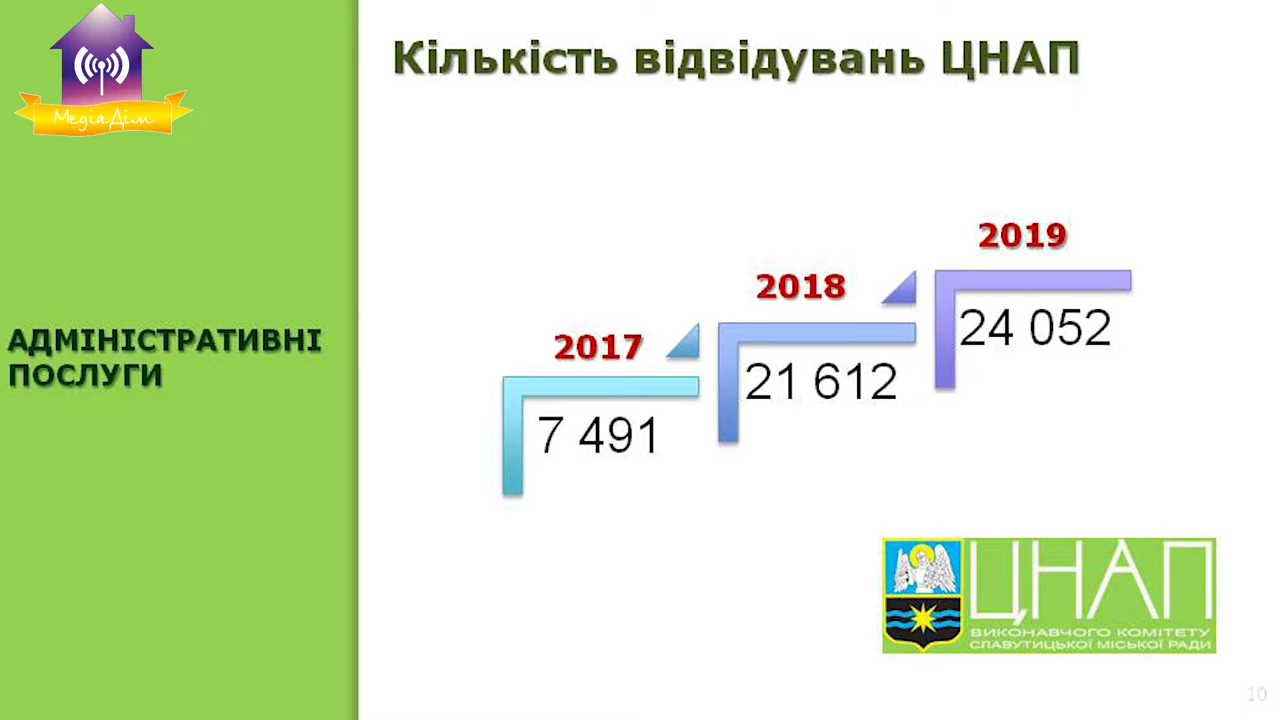 МедіаДім
Кількість відвідувань ЦНАП
АДМІНІСТРАТИВНІ
ПОСЛУГИ
2017
7 491
2018
21 612
2019
24 052
ЦНАП
ВИКОНАВЧОГО КОМІТЕТУ
СЛАВУТИЦЬКОЇ МІСЬКОЇ РАДИ
10